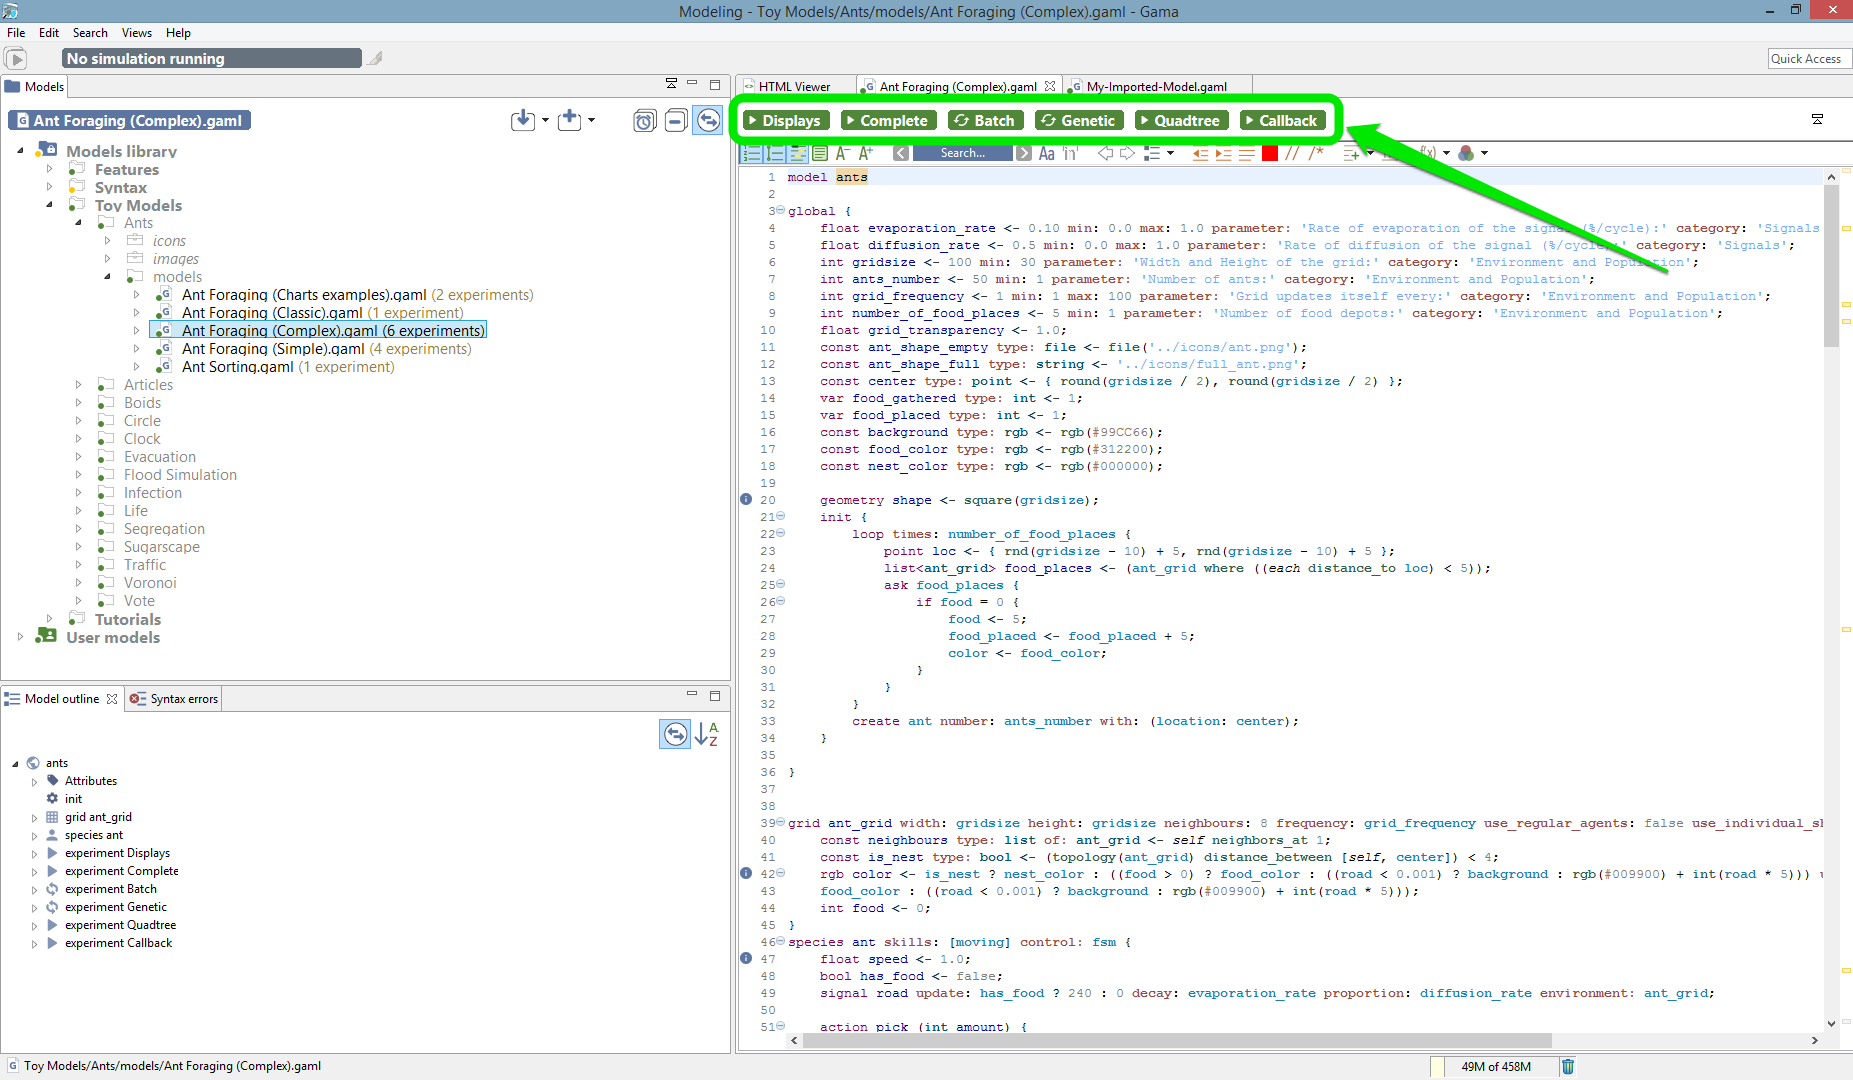 Modeling - Toy Models/Ants/models/Ant Foraging (Complex).gaml - Gama
File Edit Search Views Help
No simulation running
Quick Access
Models
HTML Viewer
Ant Foraging (Complex).gaml
My-Imported-Model.gaml
Ant Foraging (Complex).gaml
Models library
Features
Syntax
Toy Models
Ants
icons
images
models
Ant Foraging (Charts examples).gaml (2 experiments)
Ant Foraging (Classic).gaml (1 experiment)
Ant Foraging (Complex).gaml (6 experiments)
Ant Foraging (Simple).gaml (4 experiments)
Ant Sorting.gaml (1 experiment)
Articles
Boids
Circle
Clock
Evacuation
Flood Simulation
Infection
Life
Segregation
Sugarscape
Traffic
Voronoi
Vote
Tutorials
User models
Model outline
Syntax errors
A
Z
ants
Attributes
init
grid ant_grid
species ant
experiment Displays
experiment Complete
experiment Batch
experiment Genetic
experiment Quadtree
experiment Callback
Displays Complete Batch Genetic Quadtree Callback
A- A+ Search... Aa 'n' // /* f(x)
1 model ants
2
3 global {
4 float evaporation_rate <- 0.10 min: 0.0 max: 1.0 parameter: 'Rate of evaporation of the signal (%/cycle):' category: 'Signals
5 float diffusion_rate <- 0.5 min: 0.0 max: 1.0 parameter: 'Rate of diffusion of the signal (%/cycle):' category: 'Signals';
6 int gridsize <- 100 min: 30 parameter: 'Width and Height of the grid:' category: 'Environment and Population';
7 int ants_number <- 50 min: 1 parameter: 'Number of ants:' category: 'Environment and Population';
8 int grid_frequency <- 1 min: 1 max: 100 parameter: 'Grid updates itself every:' category: 'Environment and Population';
9 int number_of_food_places <- 5 min: 1 parameter: 'Number of food depots:' category: 'Environment and Population';
10 float grid_transparency <- 1.0;
11 const ant_shape_empty type: file <- file('../icons/ant.png');
12 const ant_shape_full type: string <- '../icons/full_ant.png';
13 const center type: point <- { round(gridsize / 2), round(gridsize / 2) };
14 var food_gathered type: int <- 1;
15 var food_placed type: int <- 1;
16 const background type: rgb <- rgb(#99CC66);
17 const food_color type: rgb <- rgb(#312200);
18 const nest_color type: rgb <- rgb(#000000);
19
20 geometry shape <- square(gridsize);
21 init {
22 loop times: number_of_food_places {
23 point loc <- { rnd(gridsize - 10) + 5, rnd(gridsize - 10) + 5 };
24 list<ant_grid> food_places <- (ant_grid where ((each distance_to loc) < 5));
25 ask food_places {
26 if food = 0 {
27 food <- 5;
28 food_placed <- food_placed + 5;
29 color <- food_color;
30 }
31 }
32 }
33 create ant number: ants_number with: (location: center);
34 }
35
36 }
37
38
39 grid ant_grid width: gridsize height: gridsize neighbours: 8 frequency: grid_frequency use_regular_agents: false use_individual_sh
40 const neighbours type: list of: ant_grid <- self neighbors_at 1;
41 const is_nest type: bool <- (topology(ant_grid) distance_between [self, center]) < 4;
42 rgb color <- is_nest ? nest_color : ((food > 0) ? food_color : ((road < 0.001) ? background : rgb(#009900) + int(road * 5))) u
43 food_color : ((road < 0.001) ? background : rgb(#009900) + int(road * 5)));
44 int food <- 0;
45 }
46 species ant skills: [moving] control: fsm {
47 float speed <- 1.0;
48 bool has_food <- false;
49 signal road update: has_food ? 240 : 0 decay: evaporation_rate proportion: diffusion_rate environment: ant_grid;
50
51 action pick (int amount) {
Toy Models/Ants/models/Ant Foraging (Complex).gaml
49M of 458M